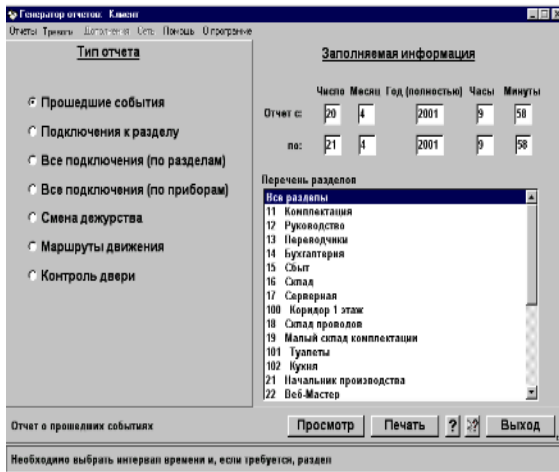 Генератор отчетов: Клиент
Отчеты Тревоги Дополнения Сеть Помощь О программе
Тип отчета
Прошедшие события
Подключения к разделу
Все подключения (по разделам)
Все подключения (по приборам)
Смена дежурства
Маршруты движения
Контроль двери
Заполняемая информация
Число Месяц Год (полностью) Часы Минуты
Отчет с: 20 4 2001 9 58
по: 21 4 2001 9 58
Перечень разделов
Все разделы
11 Комплектация
12 Руководство
13 Переводчики
14 Бухгалтерия
15 Сбыт
16 Склад
17 Серверная
100 Коридор 1 этаж
18 Склад проводов
19 Малый склад комплектации
101 Туалеты
102 Кухня
21 Начальник производства
22 Веб-Мастер
Отчет о прошедших событиях
Просмотр Печать ? ? Выход
Необходимо выбрать интервал времени и, если требуется, раздел